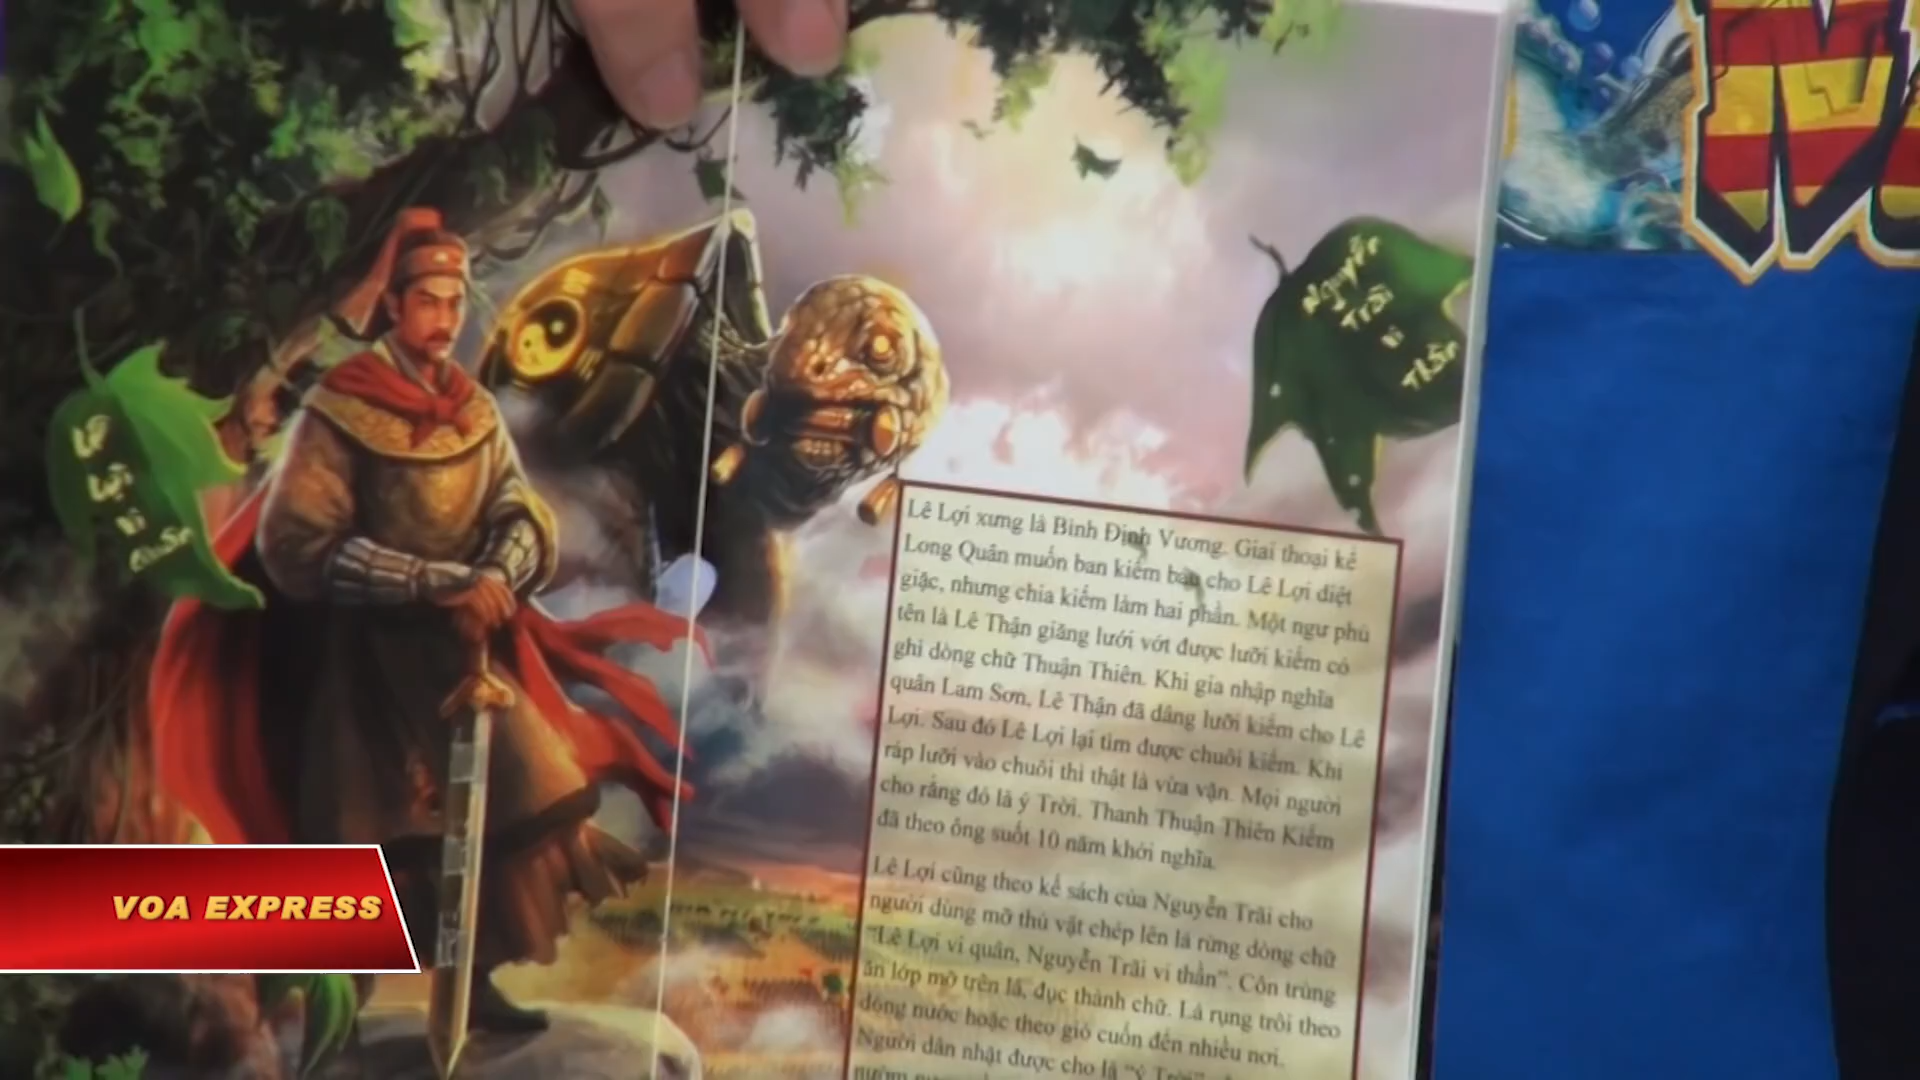 Lê
Lợi
vi
quân
Nguyễn
Trãi
vi
thần
Lê Lợi xưng là Bình Định Vương. Giai thoại kể
Long Quân muốn ban kiếm báu cho Lê Lợi diệt
giặc, nhưng chia kiếm làm hai phần. Một ngư phủ
tên là Lê Thận giăng lưới vớt được lưỡi kiếm có
ghi dòng chữ Thuận Thiên. Khi gia nhập nghĩa
quân Lam Sơn, Lê Thận đã dâng lưỡi kiếm cho Lê
Lợi. Sau đó Lê Lợi lại tìm được chuôi kiếm. Khi
ráp lưỡi vào chuôi thì thật là vừa vặn. Mọi người
cho rằng đó là ý Trời. Thanh Thuận Thiên Kiếm
đã theo ông suốt 10 năm khởi nghĩa.
Lê Lợi cũng theo kế sách của Nguyễn Trãi cho
người dùng mỡ thú vật chép lên lá rừng dòng chữ
"Lê Lợi vi quân, Nguyễn Trãi vi thần". Côn trùng
ăn lớp mỡ trên lá, đục thành chữ. Lá rụng trôi theo
dòng nước hoặc theo gió cuốn đến nhiều nơi.
Người dân nhặt được cho là "ý Trời"
VOA EXPRESS